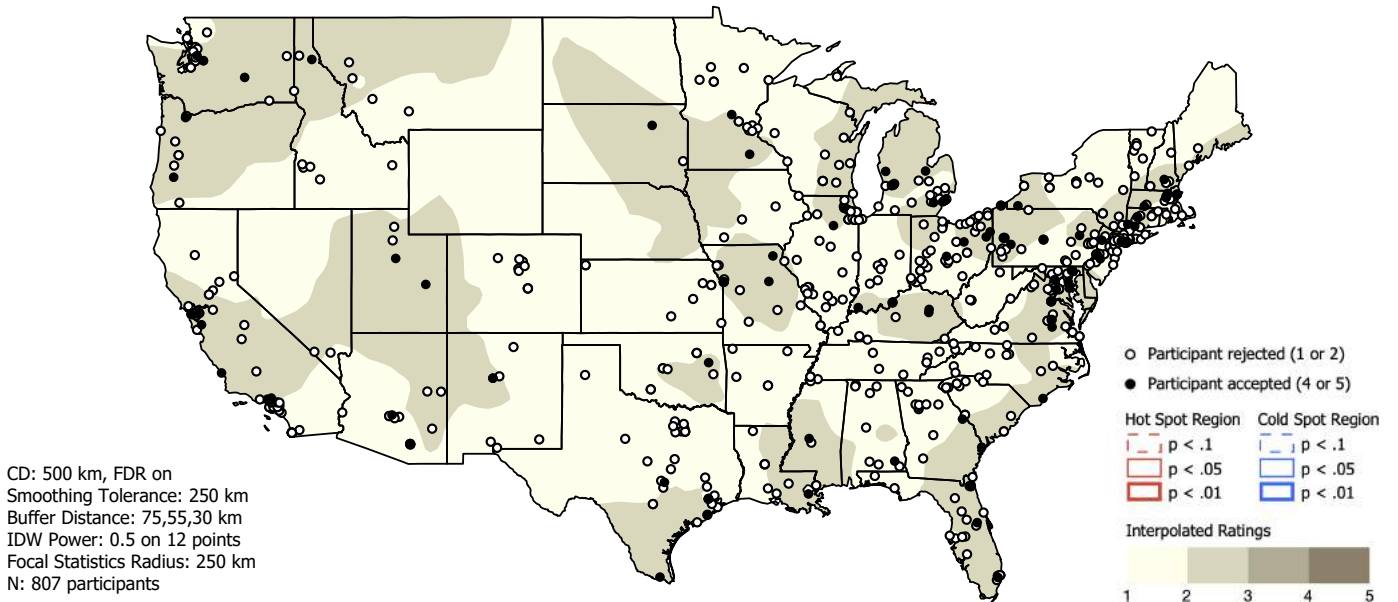 CD: 500 km, FDR on
Smoothing Tolerance: 250 km
Buffer Distance: 75,55,30 km
IDW Power: 0.5 on 12 points
Focal Statistics Radius: 250 km
N: 807 participants
Participant rejected (1 or 2)
Participant accepted (4 or 5)
Hot Spot Region
p < .1
p < .05
p < .01
Cold Spot Region
p < .1
p < .05
p < .01
Interpolated Ratings
1 2 3 4 5